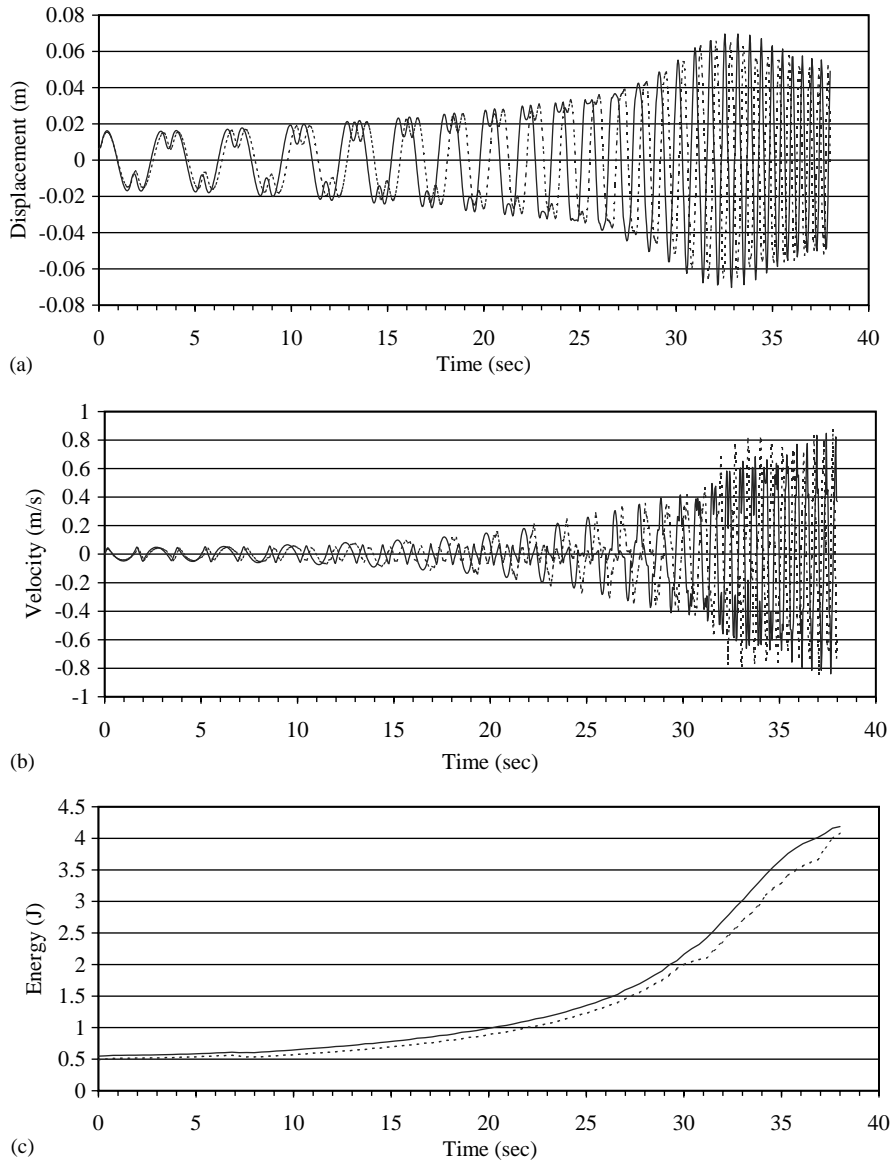 0.08
0.06
0.04
0.02
0
-0.02
-0.04
-0.06
-0.08
Displacement (m)
0 5 10 15 20 25 30 35 40
Time (sec)
(a)
1
0.8
0.6
0.4
0.2
0
-0.2
-0.4
-0.6
-0.8
-1
Velocity (m/s)
0 5 10 15 20 25 30 35 40
Time (sec)
(b)
4.5
4
3.5
3
2.5
2
1.5
1
0.5
0
Energy (J)
0 5 10 15 20 25 30 35 40
Time (sec)
(c)